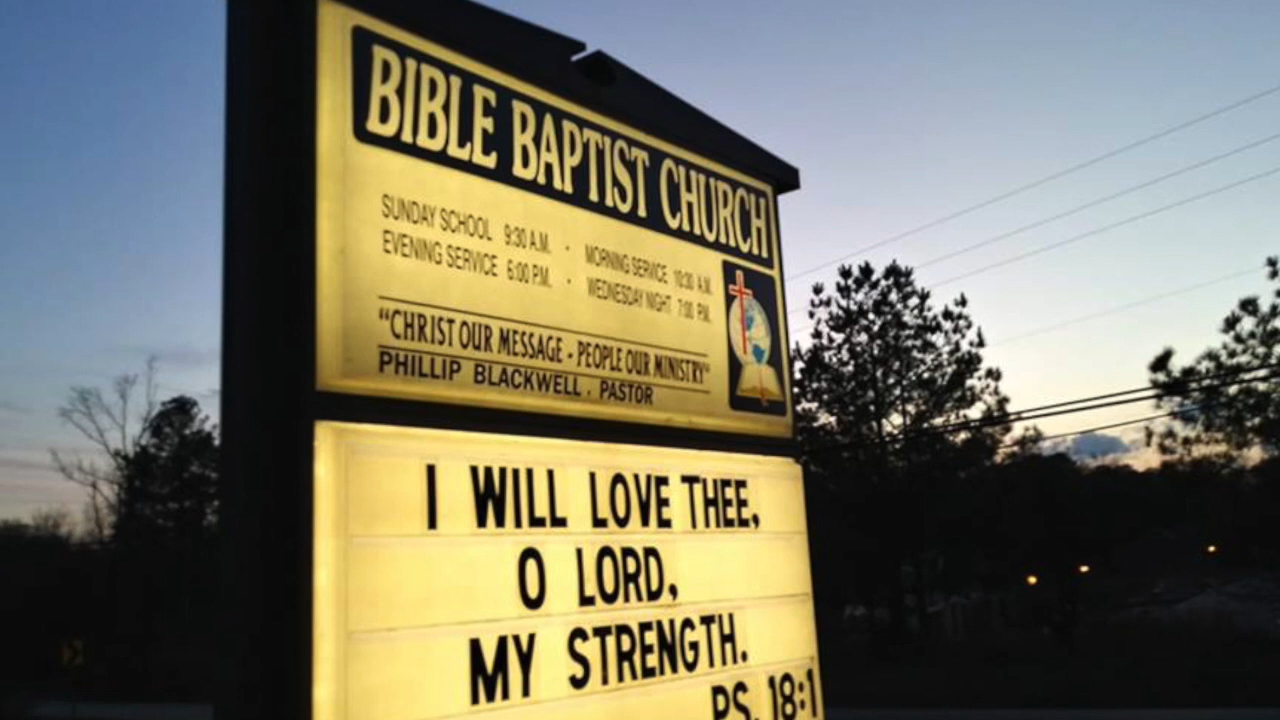 BIBLE BAPTIST CHURCH
SUNDAY SCHOOL 9:30 A.M. · MORNING SERVICE 10:30 A.M.
EVENING SERVICE 6:00 P.M. · WEDNESDAY NIGHT 7:00 P.M.
"CHRIST OUR MESSAGE - PEOPLE OUR MINISTRY"
PHILLIP BLACKWELL . PASTOR
I WILL LOVE THEE,
O LORD,
MY STRENGTH.
PS. 18:1